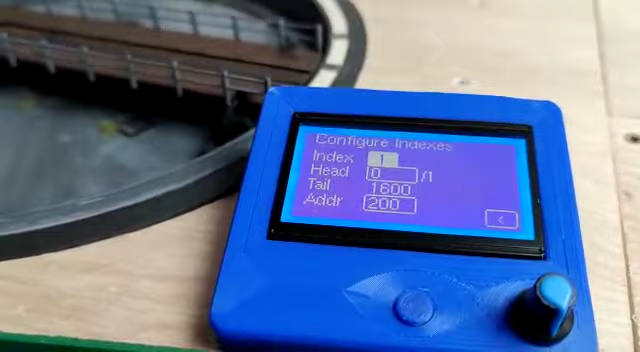 Configure Indexes
Index 1
Head 0 /1
Tail 1600
Addr 200
<